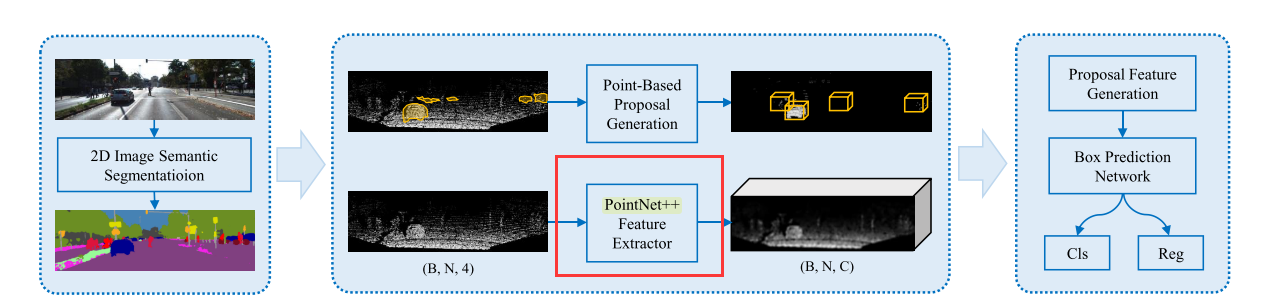 2D Image Semantic
Segmentatioion
Point-Based
Proposal
Generation
PointNet++
Feature
Extractor
(B, N, 4)
(B, N, C)
Proposal Feature
Generation
Box Prediction
Network
Cls
Reg